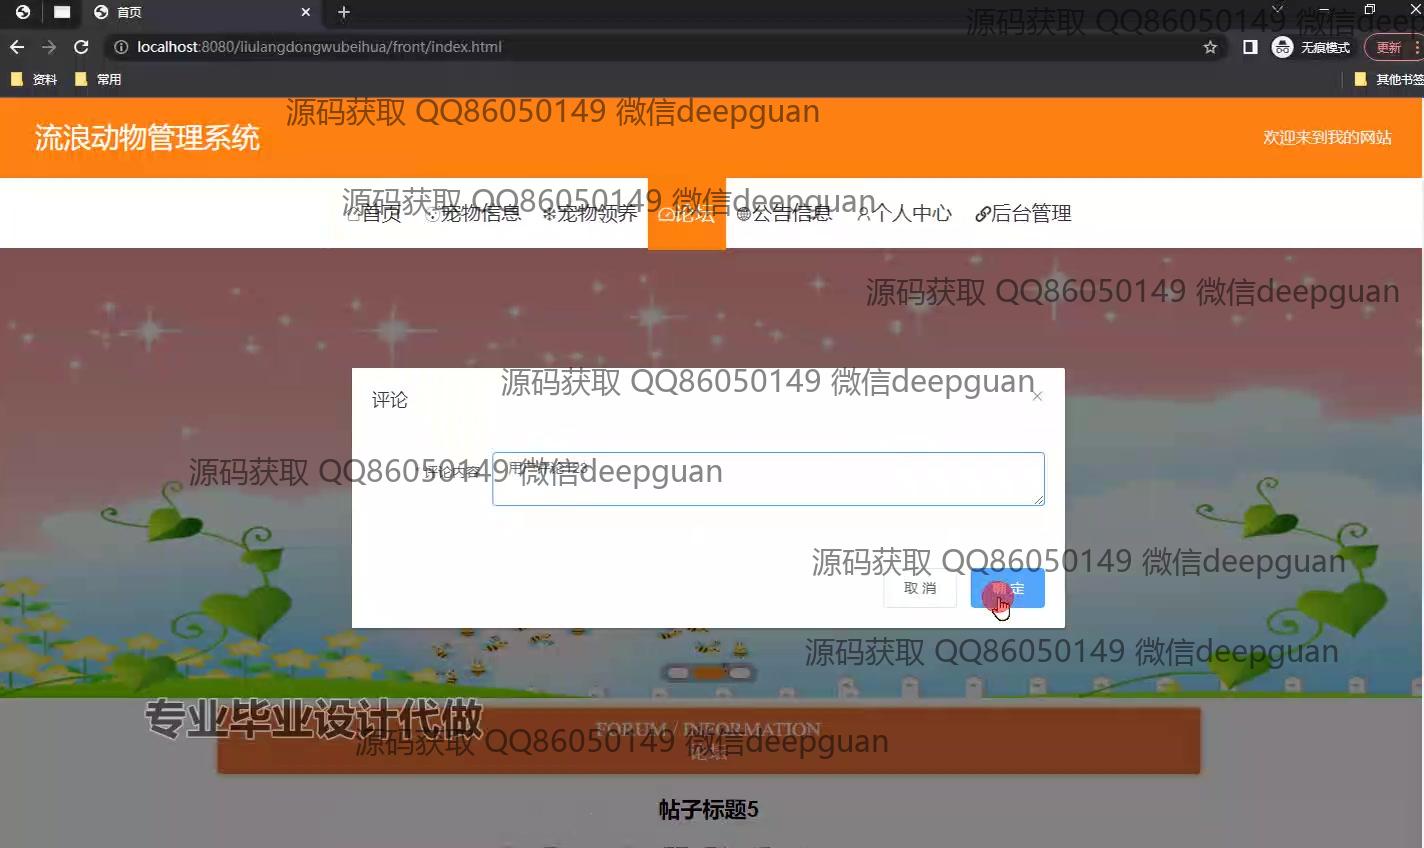 首页
源码获取 QQ86050149 微信deepg
localhost:8080/liulangdongwubeihua/front/index.html
无痕模式
更新
资料
常用
其他书签
源码获取 QQ86050149 微信deepguan
流浪动物管理系统
欢迎来到我的网站
源码获取 QQ86050149 微信deepguan
首页
宠物信息
宠物领养
论坛
公告信息
个人中心
后台管理
源码获取 QQ86050149 微信deepguan
源码获取 QQ86050149 微信deepguan
评论
源码获取 QQ86050149 微信deepguan
评论内容
源码获取 QQ86050149 微信deepguan
取消
确定
源码获取 QQ86050149 微信deepguan
专业毕业设计代做
FORUM / INFORMATION
源码获取 QQ86050149 微信deepguan
论坛
帖子标题5